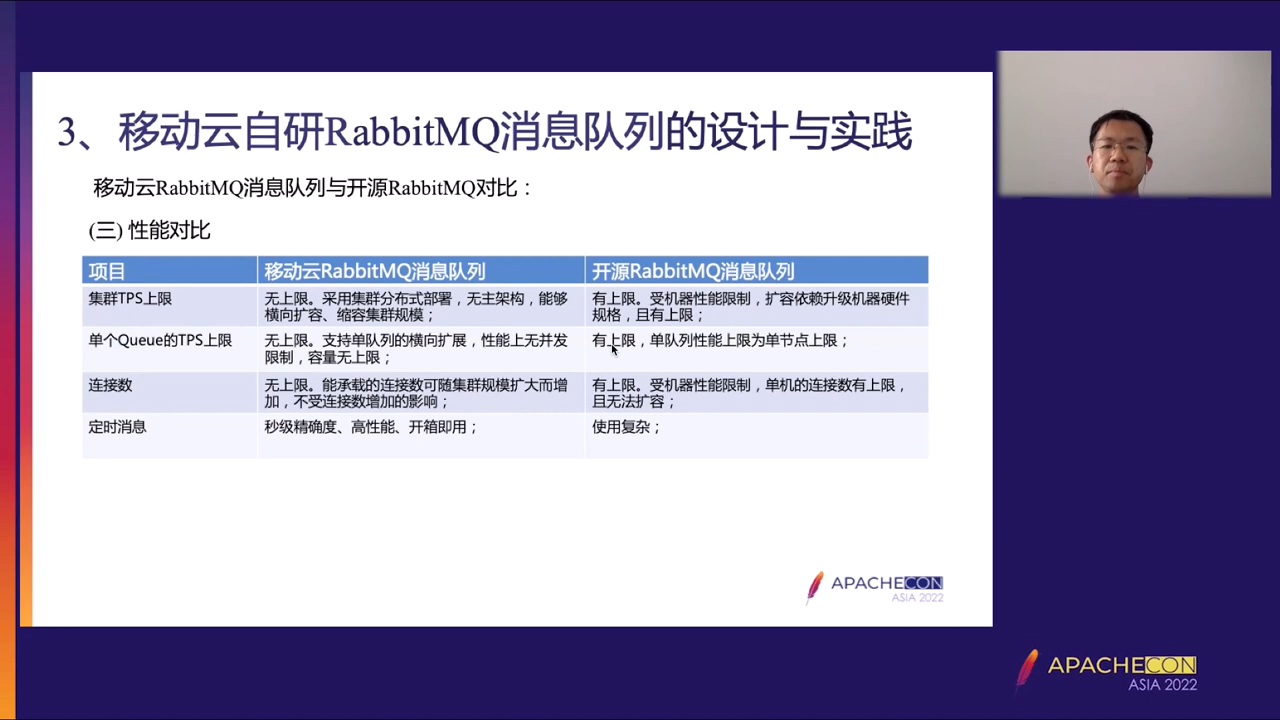 3、移动云自研RabbitMQ消息队列的设计与实践
移动云RabbitMQ消息队列与开源RabbitMQ对比：
(三) 性能对比
项目
移动云RabbitMQ消息队列
开源RabbitMQ消息队列
集群TPS上限
无上限。采用集群分布式部署，无主架构，能够
横向扩容、缩容集群规模；
有上限。受机器性能限制，扩容依赖升级机器硬件
规格，且有上限；
单个Queue的TPS上限
无上限。支持单队列的横向扩展，性能上无并发
限制，容量无上限；
有上限，单队列性能上限为单节点上限；
连接数
无上限。能承载的连接数可随集群规模扩大而增
加，不受连接数增加的影响；
有上限。受机器性能限制，单机的连接数有上限，
且无法扩容；
定时消息
秒级精确度、高性能、开箱即用；
使用复杂；
APACHECON
ASIA 2022
APACHECON
ASIA 2022